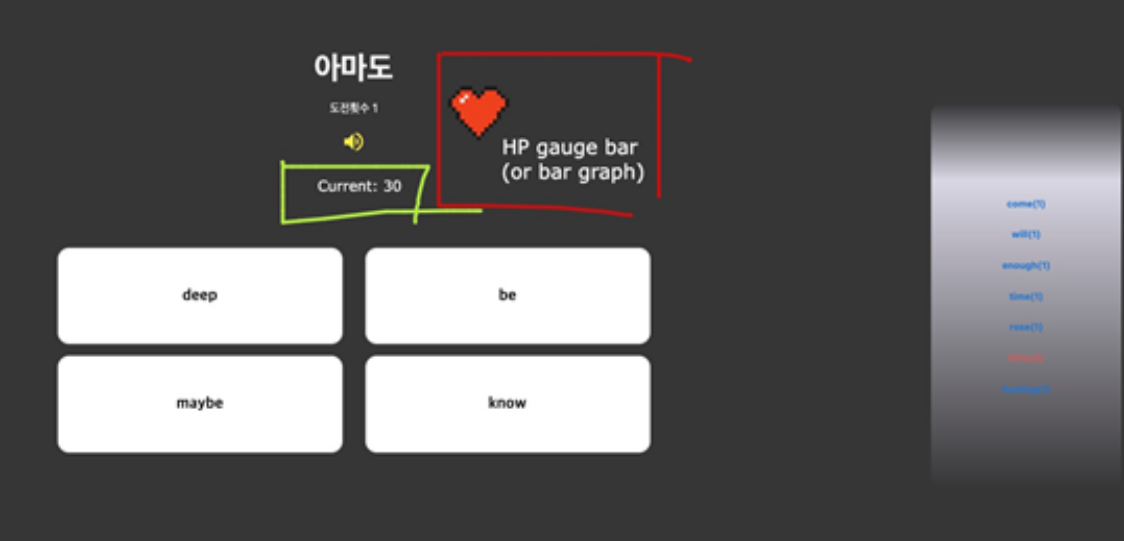 아마도
도전횟수 1
HP gauge bar
(or bar graph)
Current: 30
deep
be
maybe
know
come(1)
will(1)
enough(1)
time(1)
rose(1)